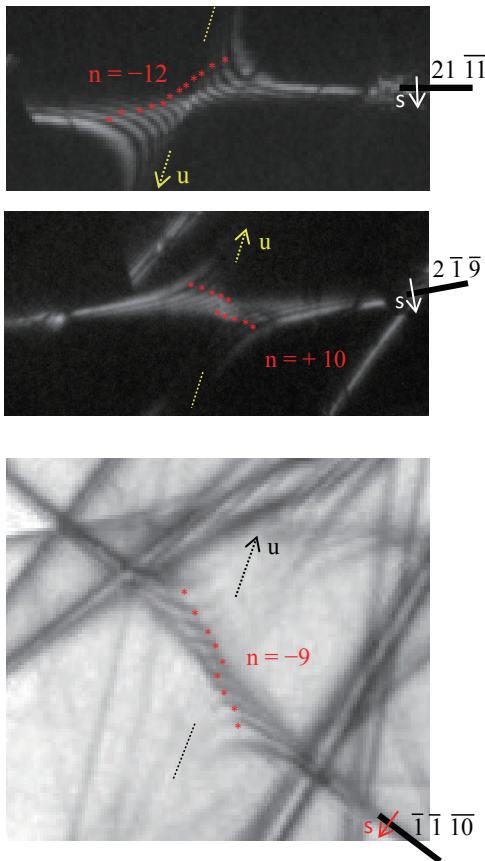 n = −12
21 1̅1̅
s
u
u
2 1̅ 9̅
s
n = + 10
u
n = −9
s
1̅ 1̅ 1̅0̅